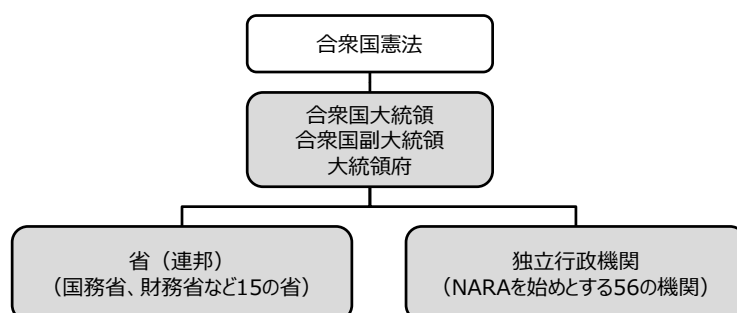 合衆国憲法
合衆国大統領
合衆国副大統領
大統領府
省（連邦）
（国務省、財務省など15の省）
独立行政機関
（NARAを始めとする56の機関）